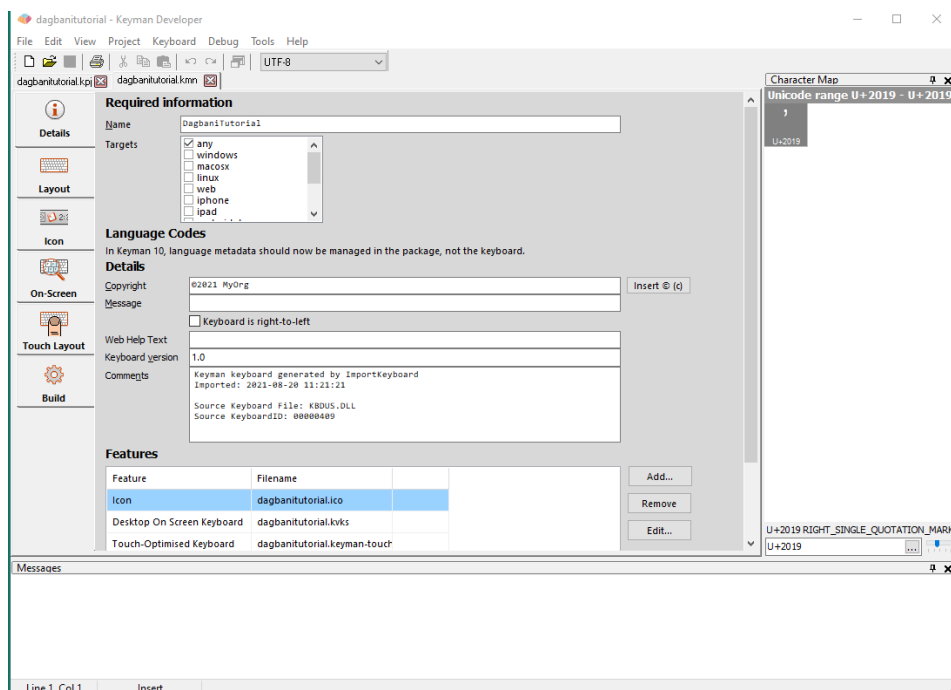 dagbanitutorial - Keyman Developer
File Edit View Project Keyboard Debug Tools Help
UTF-8
dagbanitutorial.kpj dagbanitutorial.kmn
Details
Layout
Icon
On-Screen
Touch Layout
Build
Required information
Name DagbaniTutorial
Targets any
windows
macosx
linux
web
iphone
ipad
Language Codes
In Keyman 10, language metadata should now be managed in the package, not the keyboard.
Details
Copyright ©2021 MyOrg Insert © (c)
Message
Keyboard is right-to-left
Web Help Text
Keyboard version 1.0
Comments Keyman keyboard generated by ImportKeyboard
Imported: 2021-08-20 11:21:21
Source Keyboard File: KBDUS.DLL
Source KeyboardID: 00000409
Features
Feature Filename
Icon dagbanitutorial.ico
Desktop On Screen Keyboard dagbanitutorial.kvks
Touch-Optimised Keyboard dagbanitutorial.keyman-touch
Add...
Remove
Edit...
Character Map
Unicode range U+2019 - U+2019
’
U+2019
U+2019 RIGHT_SINGLE_QUOTATION_MARK
U+2019 ...
Messages
Line 1, Col 1 Insert